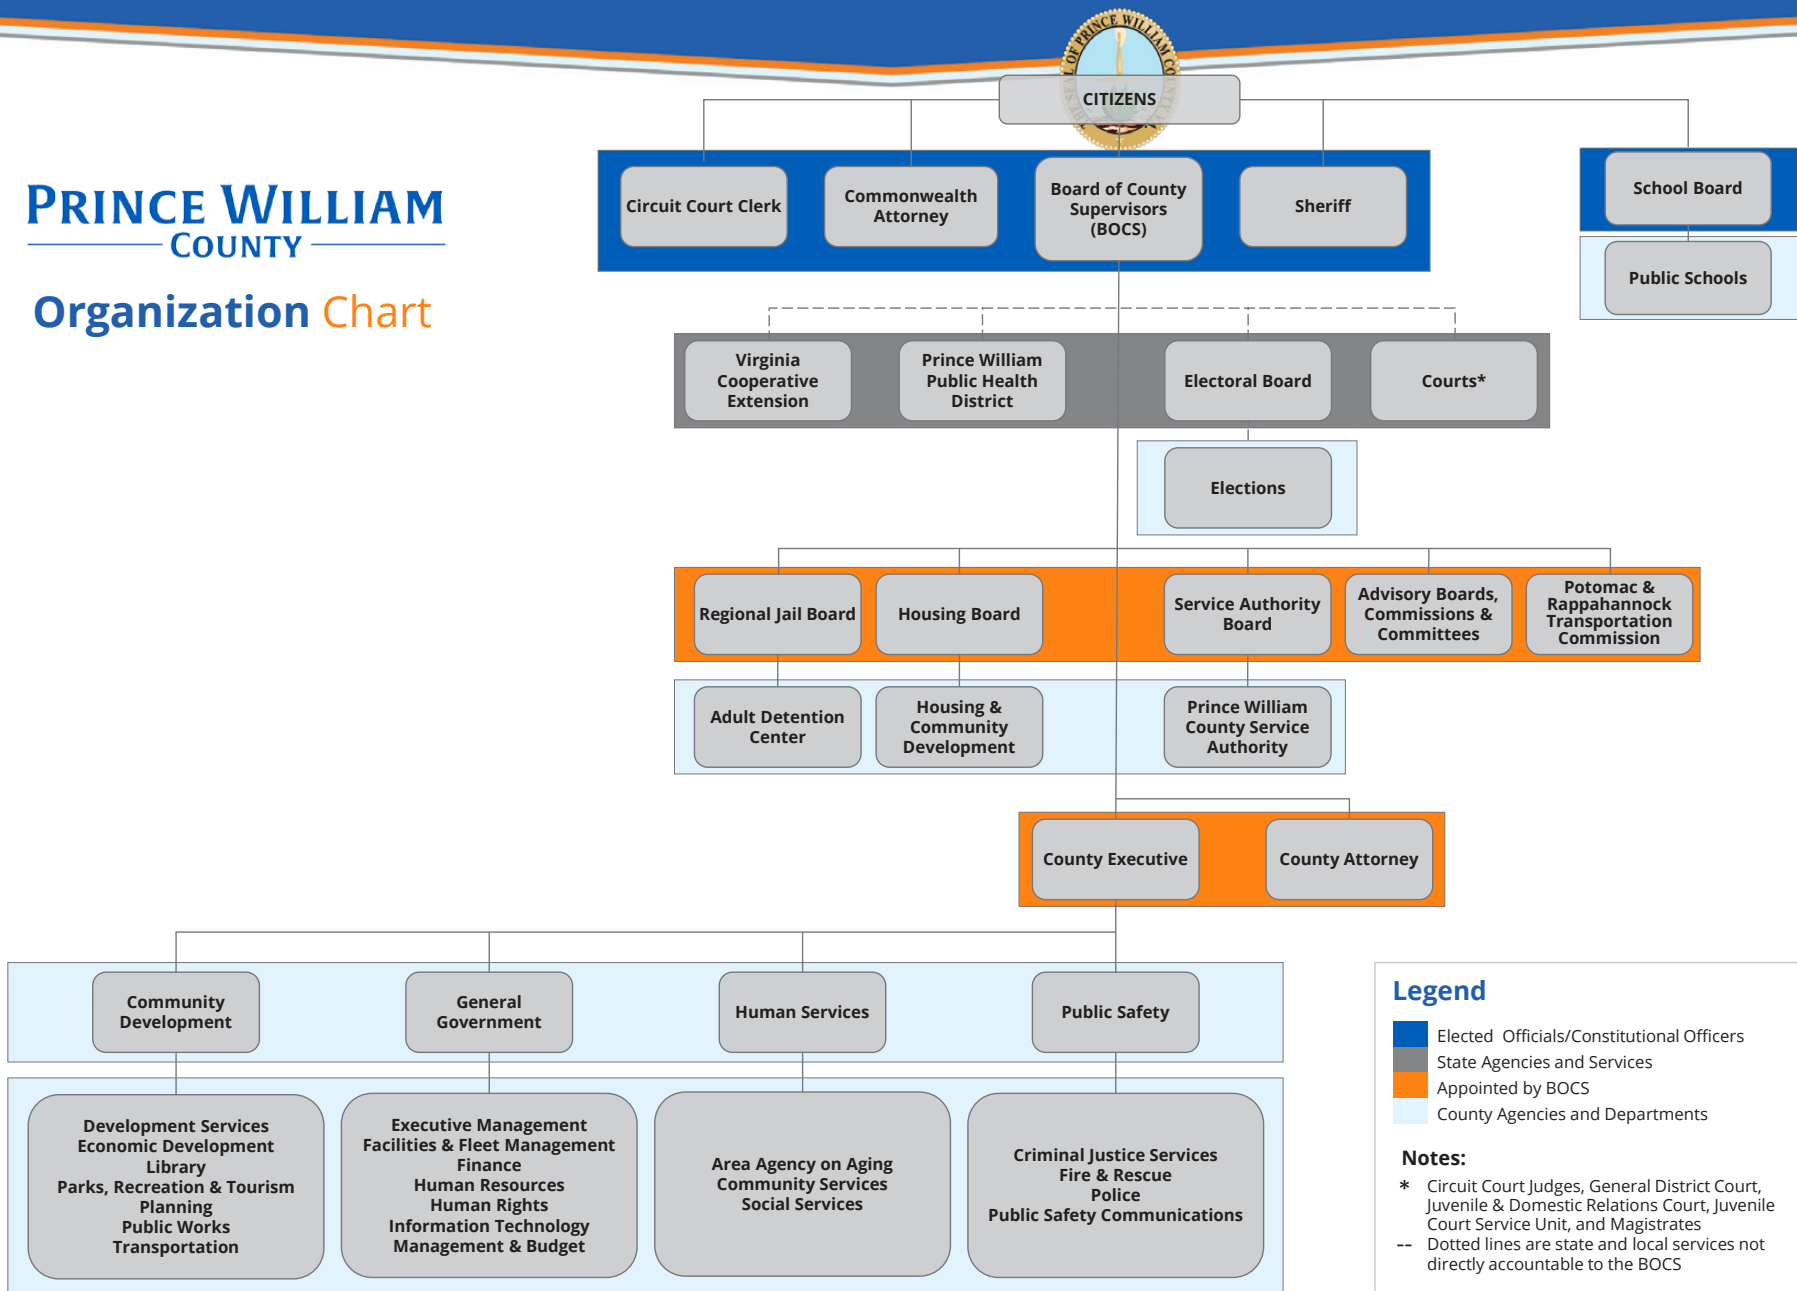 THE SEAL OF PRINCE WILLIAM COUNTY VA
CITIZENS
PRINCE WILLIAM
COUNTY
Organization Chart
Circuit Court Clerk
Commonwealth
Attorney
Board of County
Supervisors
(BOCS)
Sheriff
School Board
Public Schools
Virginia
Cooperative
Extension
Prince William
Public Health
District
Electoral Board
Courts*
Elections
Regional Jail Board
Housing Board
Service Authority
Board
Advisory Boards,
Commissions &
Committees
Potomac &
Rappahannock
Transportation
Commission
Adult Detention
Center
Housing &
Community
Development
Prince William
County Service
Authority
County Executive
County Attorney
Community
Development
General
Government
Human Services
Public Safety
Development Services
Economic Development
Library
Parks, Recreation & Tourism
Planning
Public Works
Transportation
Executive Management
Facilities & Fleet Management
Finance
Human Resources
Human Rights
Information Technology
Management & Budget
Area Agency on Aging
Community Services
Social Services
Criminal Justice Services
Fire & Rescue
Police
Public Safety Communications
Legend
Elected Officials/Constitutional Officers
State Agencies and Services
Appointed by BOCS
County Agencies and Departments
Notes:
* Circuit Court Judges, General District Court,
Juvenile & Domestic Relations Court, Juvenile
Court Service Unit, and Magistrates
-- Dotted lines are state and local services not
directly accountable to the BOCS